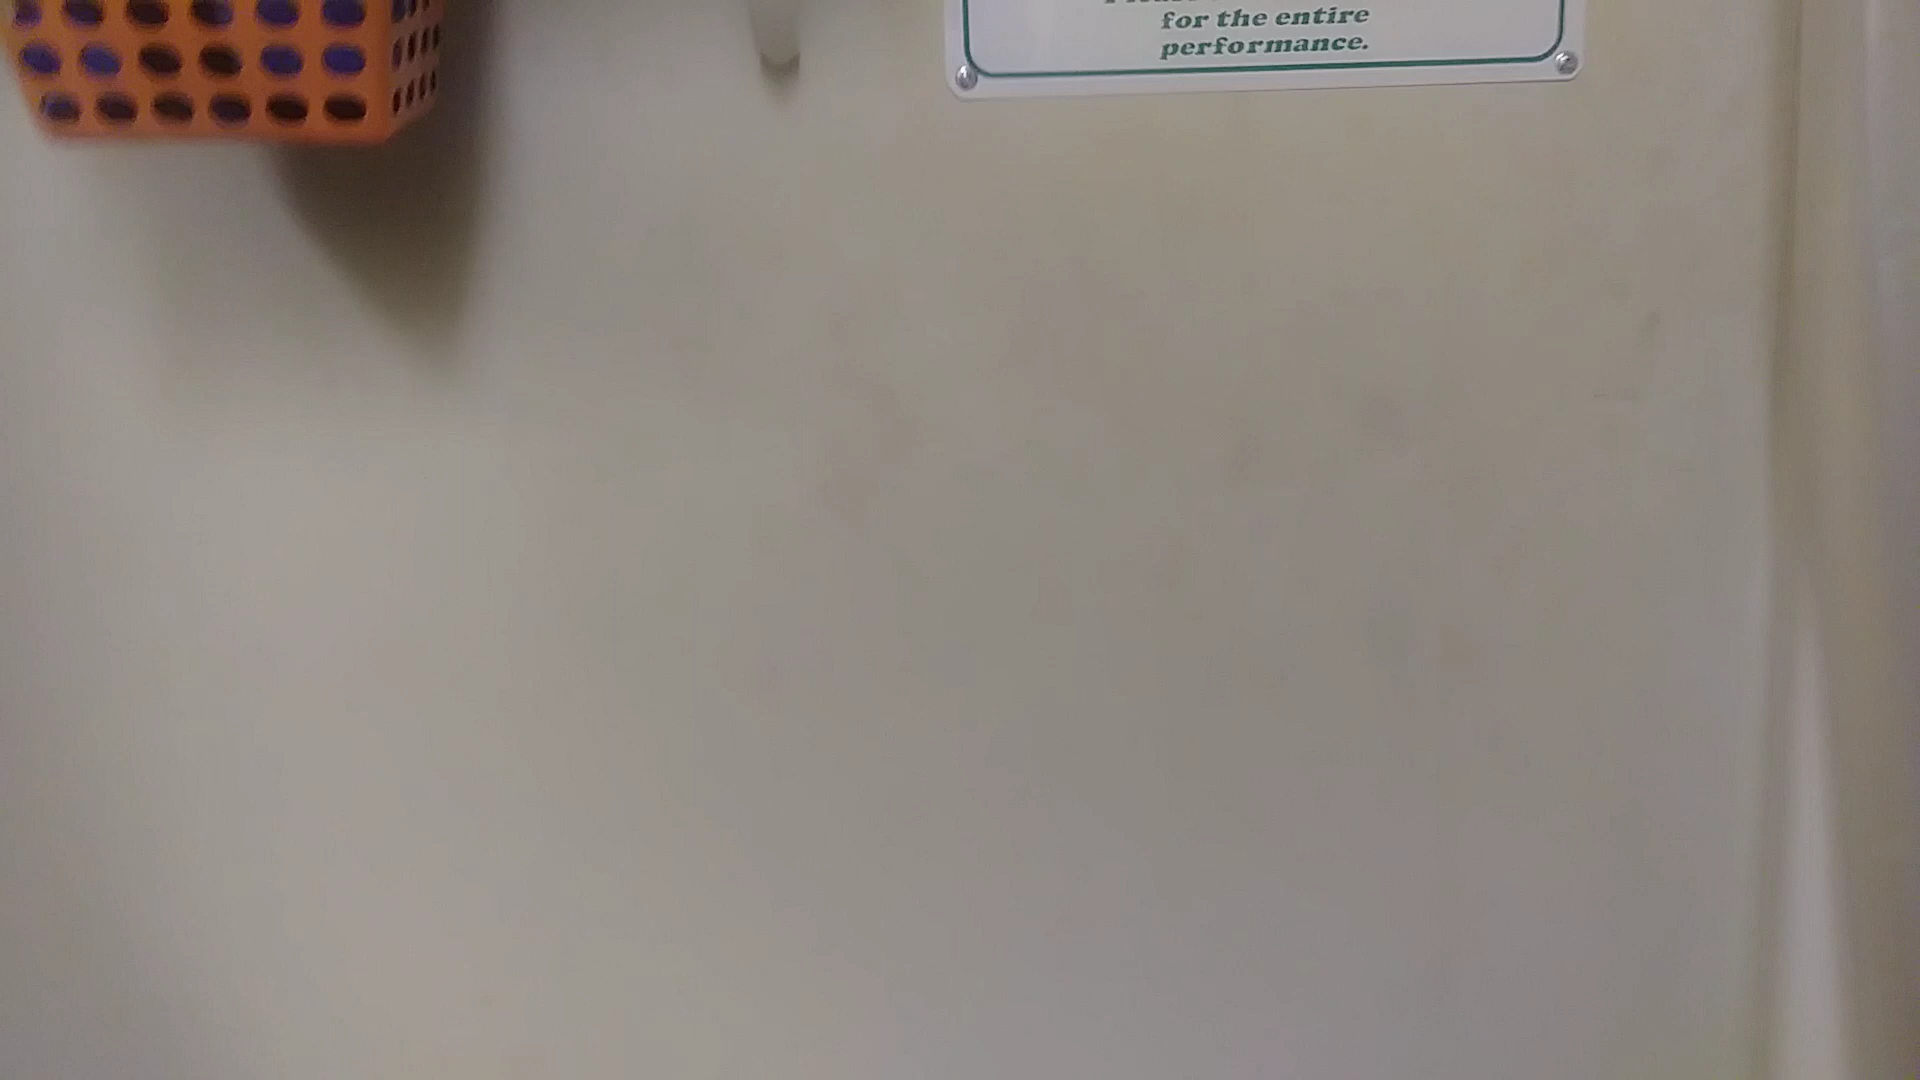 for the entire
performance.